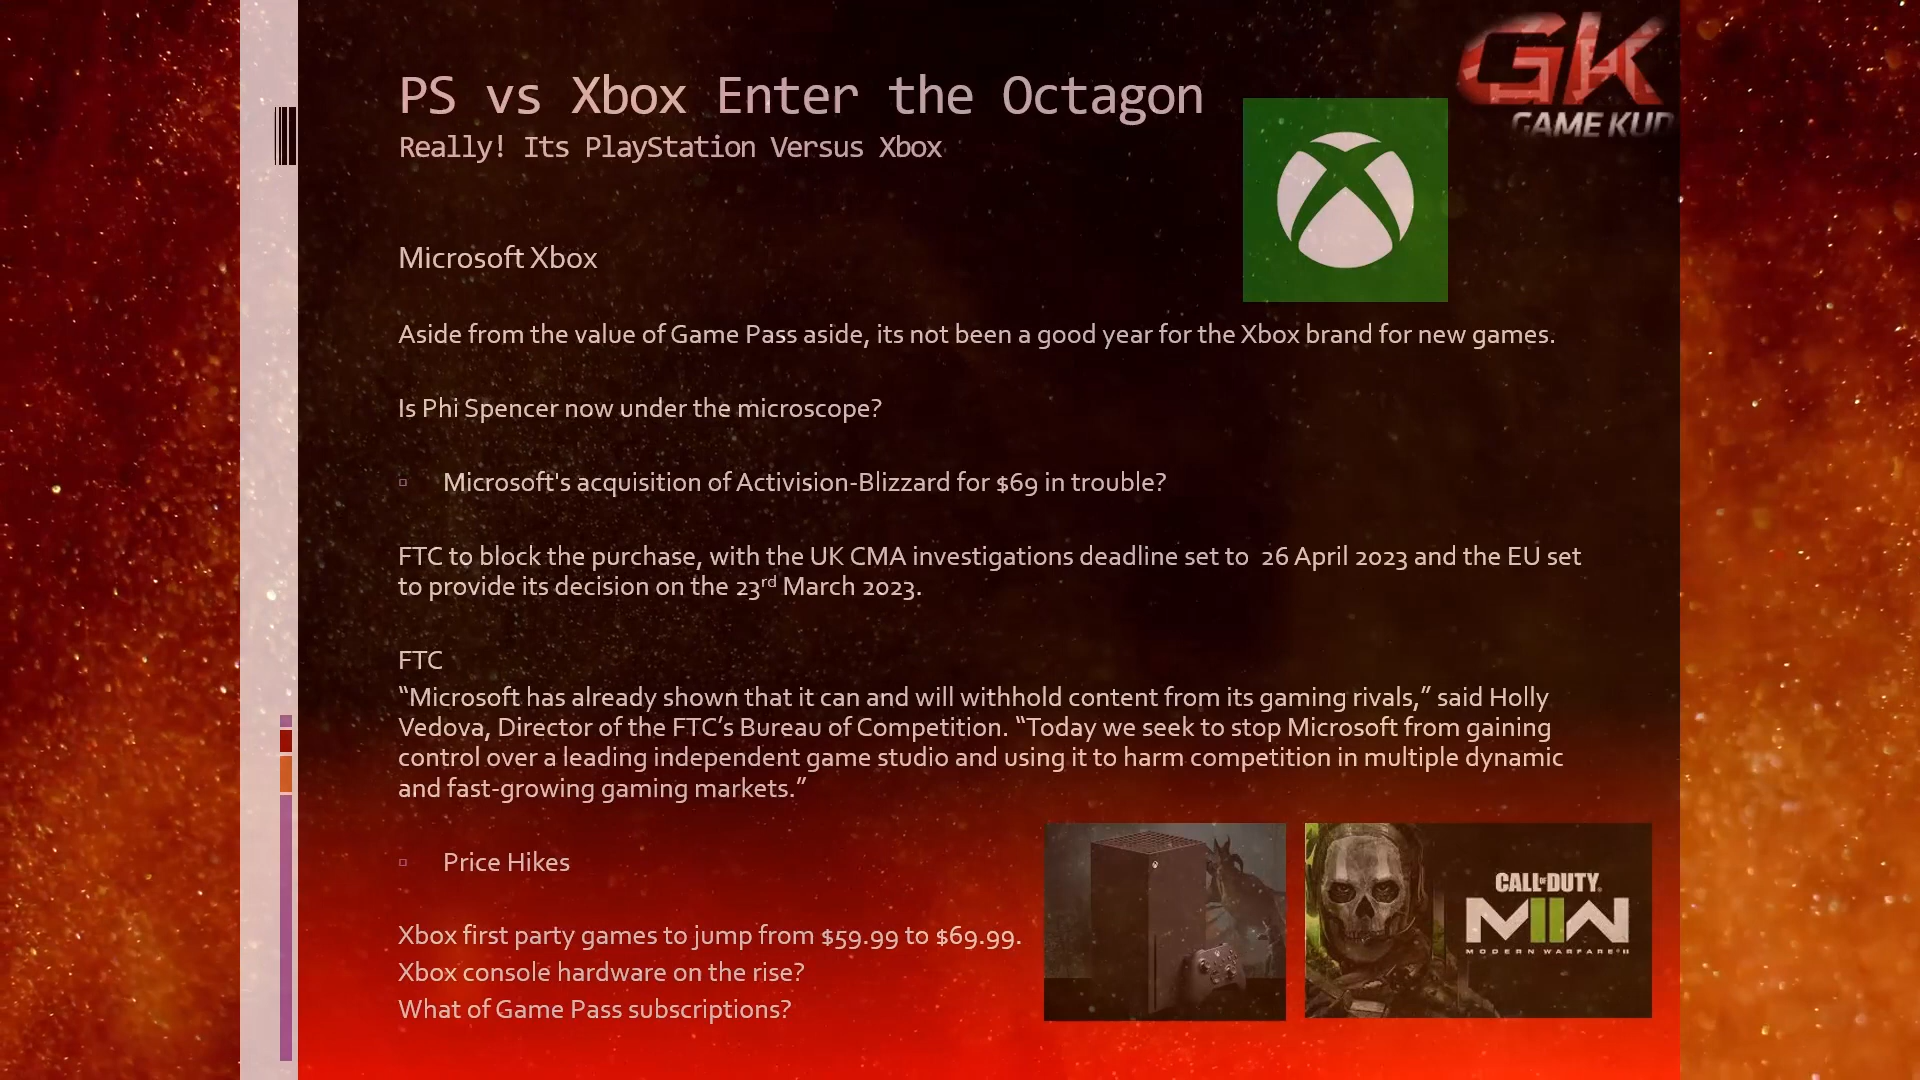 PS vs Xbox Enter the Octagon
Really! Its PlayStation Versus Xbox
GK
GAME KUD
Microsoft Xbox
Aside from the value of Game Pass aside, its not been a good year for the Xbox brand for new games.
Is Phi Spencer now under the microscope?
Microsoft's acquisition of Activision-Blizzard for $69 in trouble?
FTC to block the purchase, with the UK CMA investigations deadline set to  26 April 2023 and the EU set
to provide its decision on the 23rd March 2023.
FTC
“Microsoft has already shown that it can and will withhold content from its gaming rivals,” said Holly
Vedova, Director of the FTC’s Bureau of Competition. “Today we seek to stop Microsoft from gaining
control over a leading independent game studio and using it to harm competition in multiple dynamic
and fast-growing gaming markets.”
Price Hikes
Xbox first party games to jump from $59.99 to $69.99.
Xbox console hardware on the rise?
What of Game Pass subscriptions?
CALL OF DUTY
MWII
MODERN WARFARE II